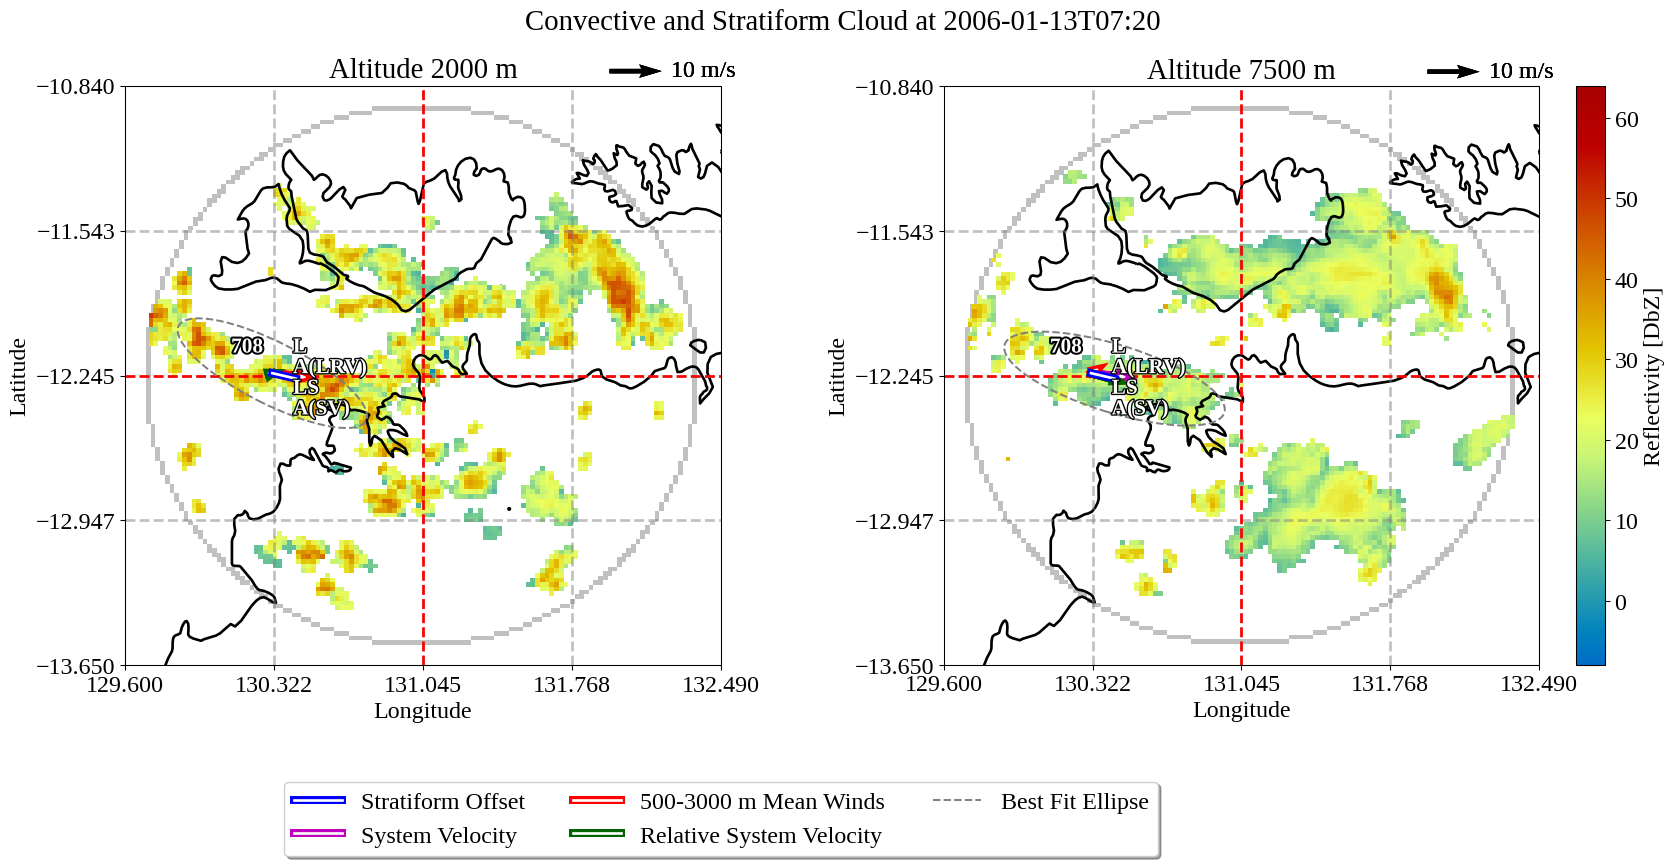 Convective and Stratiform Cloud at 2006-01-13T07:20
Altitude 2000 m
10 m/s
Altitude 7500 m
10 m/s
−10.840
−11.543
−12.245
−12.947
−13.650
129.600
130.322
131.045
131.768
132.490
Latitude
Longitude
708
L
A(LRV)
LS
A(SV)
−10.840
−11.543
−12.245
−12.947
−13.650
129.600
130.322
131.045
131.768
132.490
Latitude
Longitude
708
L
A(LRV)
LS
A(SV)
60
50
40
30
20
10
0
Reflectivity [DbZ]
Stratiform Offset
500-3000 m Mean Winds
Best Fit Ellipse
System Velocity
Relative System Velocity